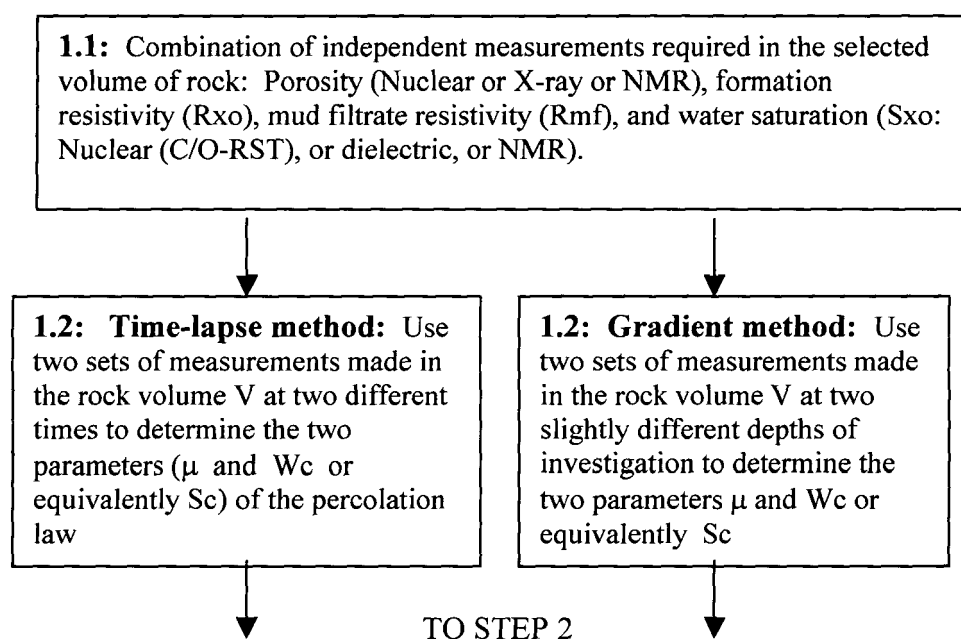 1.1: Combination of independent measurements required in the selected
volume of rock: Porosity (Nuclear or X-ray or NMR), formation
resistivity (Rxo), mud filtrate resistivity (Rmf), and water saturation (Sxo:
Nuclear (C/O-RST), or dielectric, or NMR).
1.2: Time-lapse method: Use
two sets of measurements made in
the rock volume V at two different
times to determine the two
parameters (μ and Wc or
equivalently Sc) of the percolation
law
1.2: Gradient method: Use
two sets of measurements made
in the rock volume V at two
slightly different depths of
investigation to determine the
two parameters μ and Wc or
equivalently Sc
TO STEP 2